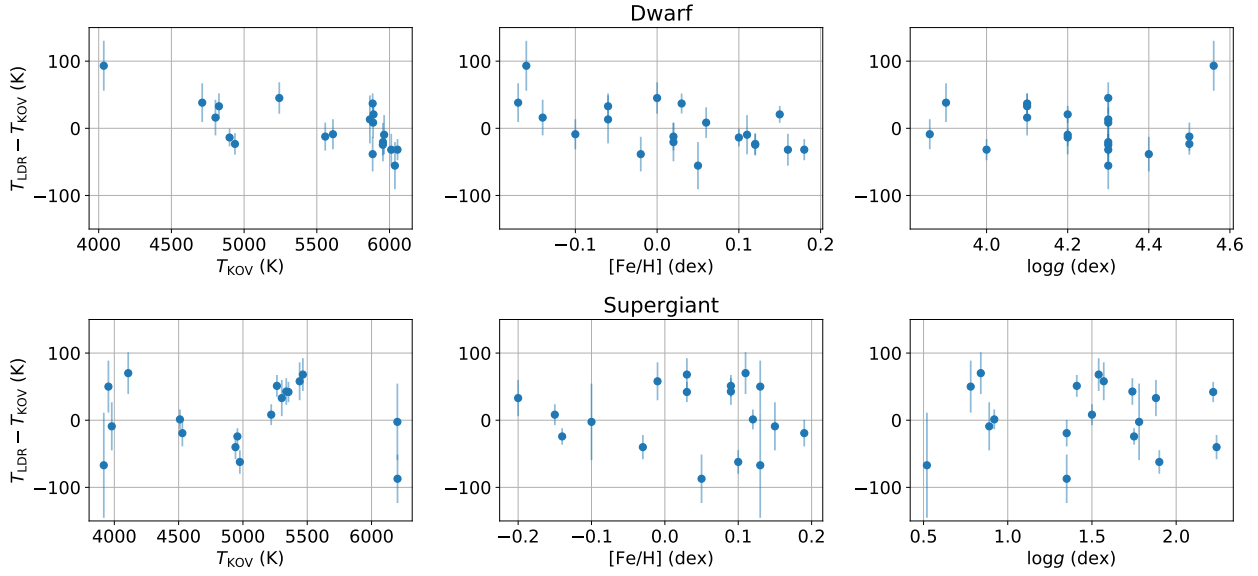 Dwarf
T_LDR − T_KOV (K)
100
0
−100
4000 4500 5000 5500 6000
T_KOV (K)
100
0
−100
−0.1 0.0 0.1 0.2
[Fe/H] (dex)
100
0
−100
4.0 4.2 4.4 4.6
logg (dex)
Supergiant
T_LDR − T_KOV (K)
100
0
−100
4000 4500 5000 5500 6000
T_KOV (K)
100
0
−100
−0.2 −0.1 0.0 0.1 0.2
[Fe/H] (dex)
100
0
−100
0.5 1.0 1.5 2.0
logg (dex)